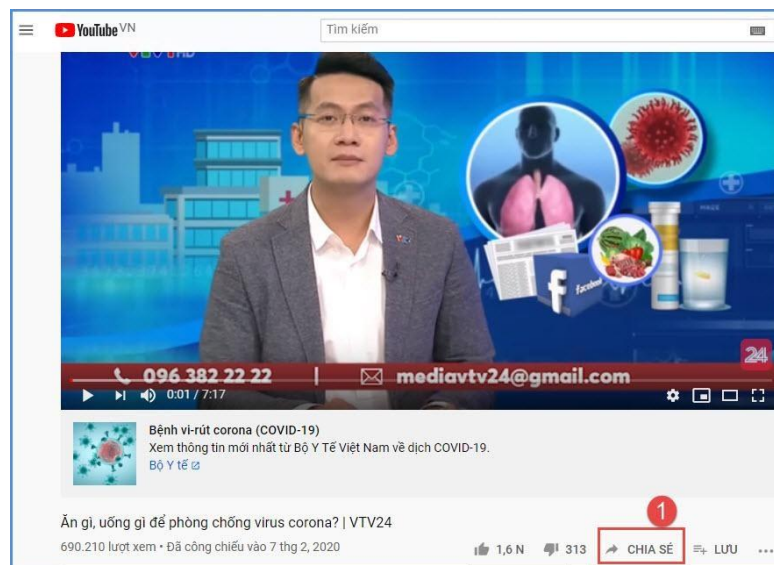 YouTube VN
Tìm kiếm
facebook
24
096 382 22 22 | mediavtv24@gmail.com
0:01 / 7:17
Bệnh vi-rút corona (COVID-19)
Xem thông tin mới nhất từ Bộ Y Tế Việt Nam về dịch COVID-19.
Bộ Y tế
Ăn gì, uống gì để phòng chống virus corona? | VTV24
1
690.210 lượt xem • Đã công chiếu vào 7 thg 2, 2020
1,6 N 313 CHIA SẺ LƯU